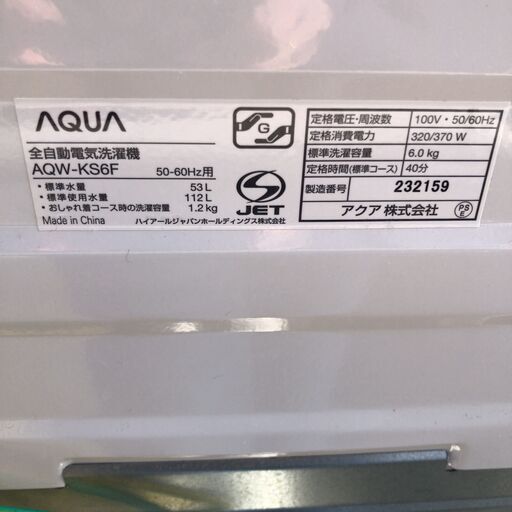 AQUA
全自動電気洗濯機
AQW-KS6F 50-60Hz用
・標準水量 53 L
・標準使用水量 112 L
・おしゃれ着コース時の洗濯容量 1.2 kg
Made in China ハイアールジャパンホールディングス株式会社
G
S
JET
定格電圧・周波数 100V・50/60Hz
定格消費電力 320/370 W
標準洗濯容量 6.0 kg
定格時間(標準コース) 40分
製造番号 232159
アクア 株式会社
PS
E